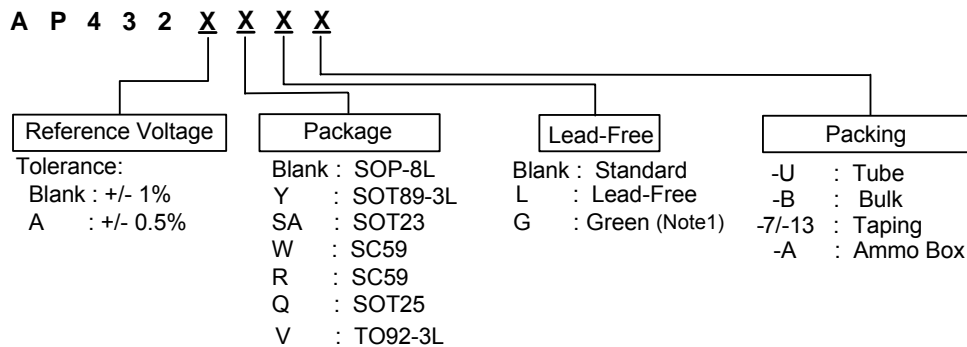 A P 4 3 2 X X X X
Reference Voltage
Tolerance:
Blank : +/- 1%
A : +/- 0.5%
Package
Blank : SOP-8L
Y : SOT89-3L
SA : SOT23
W : SC59
R : SC59
Q : SOT25
V : TO92-3L
Lead-Free
Blank : Standard
L : Lead-Free
G : Green (Note1)
Packing
-U : Tube
-B : Bulk
-7/-13 : Taping
-A : Ammo Box